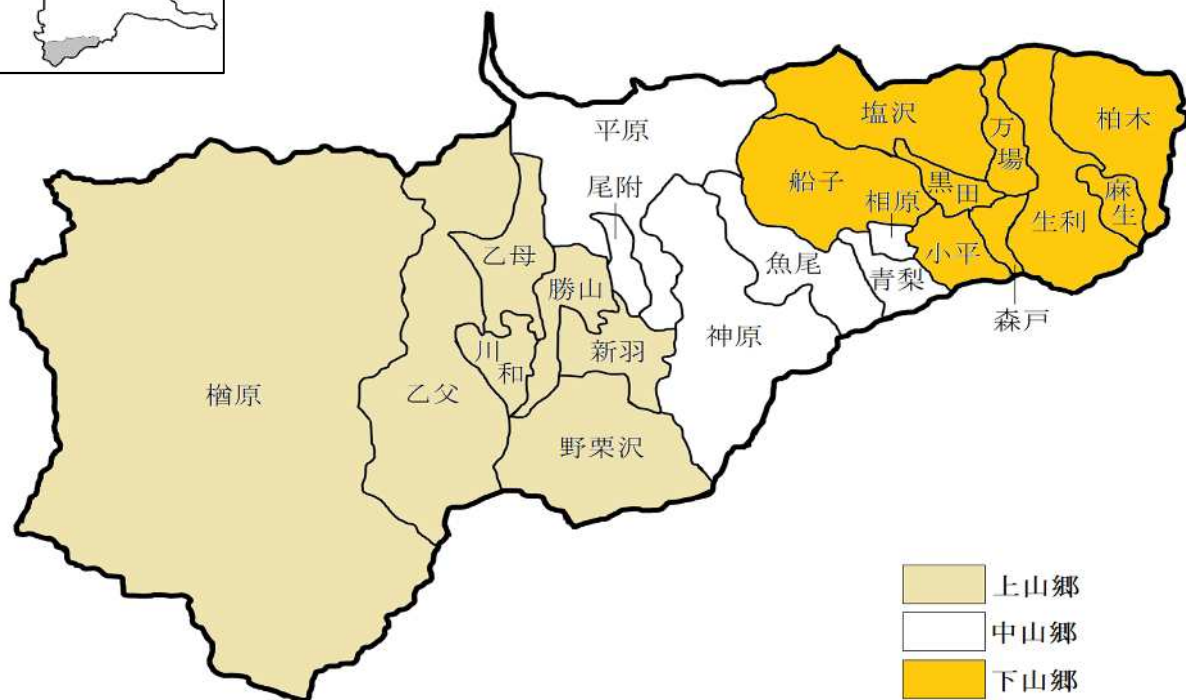 塩沢
万場
柏木
平原
尾附
船子
黒田
相原
麻生
生利
小平
魚尾
青梨
森戸
乙母
勝山
神原
新羽
川和
乙父
楢原
野栗沢
上山郷
中山郷
下山郷